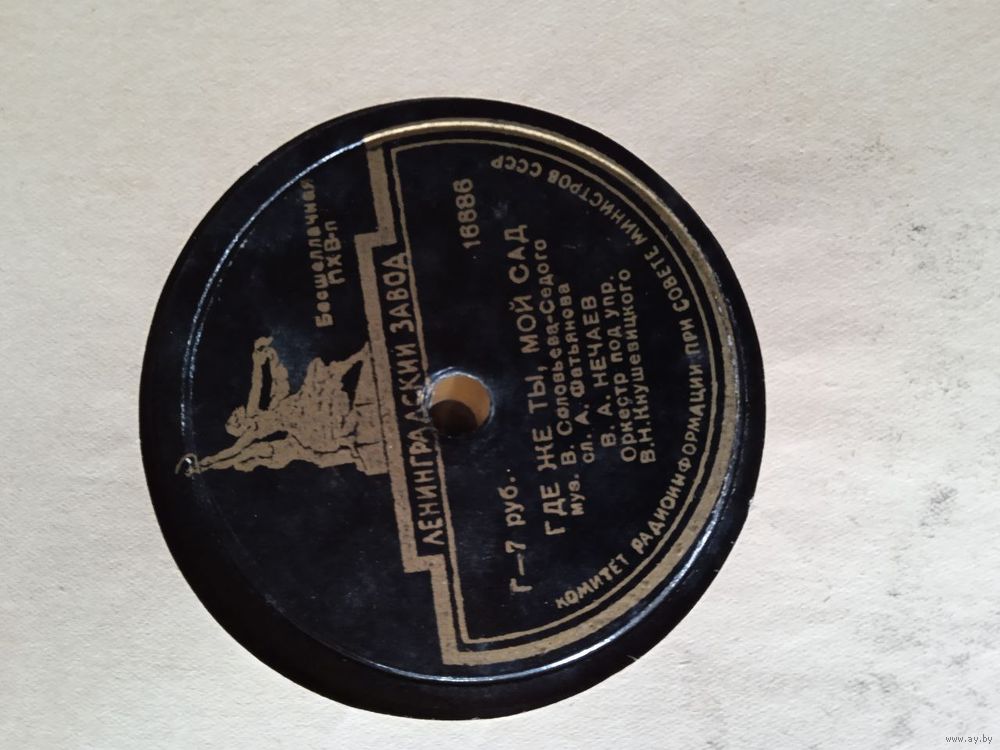 Бесшеллачная
ПХВ-п
ЛЕНИНГРАДСКИЙ ЗАВОД
Г–7 руб. 16886
ГДЕ ЖЕ ТЫ, МОЙ САД
муз. В. Соловьева-Седого
сл. А. Фатьянова
В. А. НЕЧАЕВ
оркестр под упр.
В.Н.Кнушевицкого
КОМИТЕТ РАДИОИНФОРМАЦИИ ПРИ СОВЕТЕ МИНИСТРОВ СССР
www.ay.by